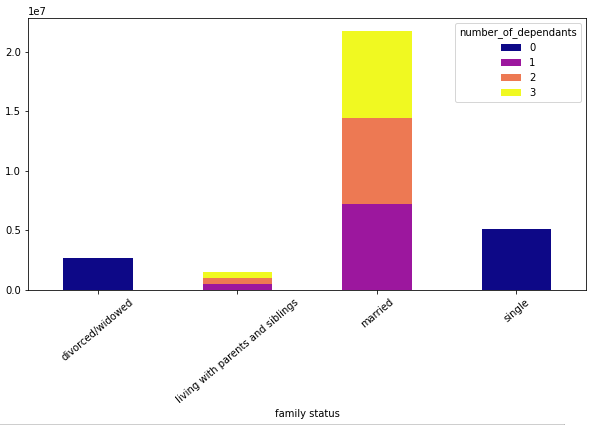 1e7
number_of_dependants
0
1
2
3
2.0
1.5
1.0
0.5
0.0
divorced/widowed
living with parents and siblings
married
single
family status